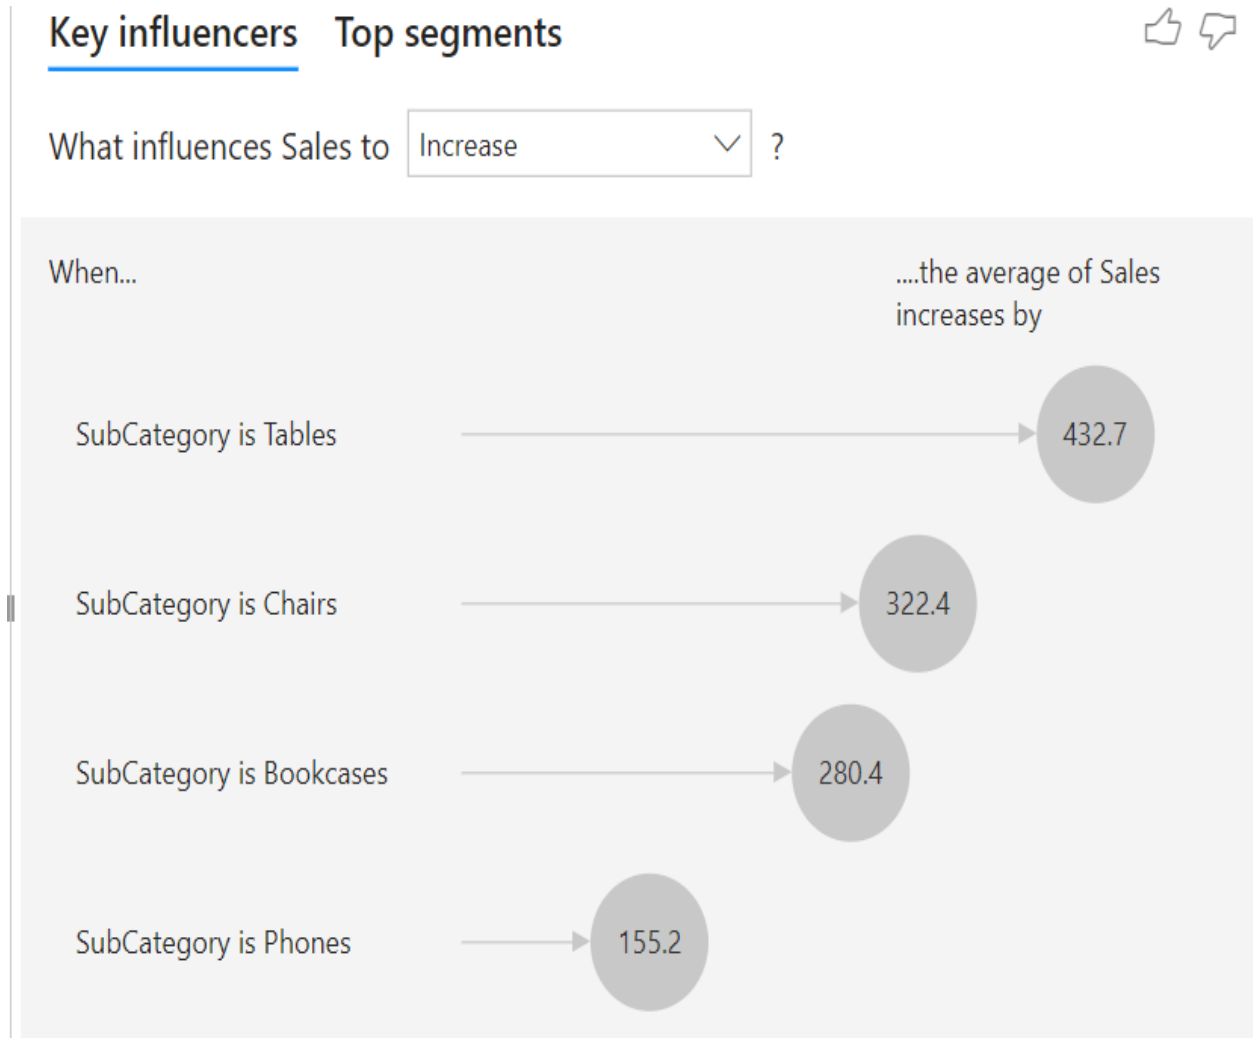 Key influencers Top segments
What influences Sales to Increase ?
When...
....the average of Sales
increases by
SubCategory is Tables 432.7
SubCategory is Chairs 322.4
SubCategory is Bookcases 280.4
SubCategory is Phones 155.2